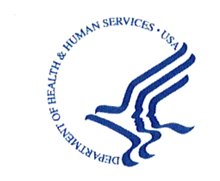 DEPARTMENT OF HEALTH & HUMAN SERVICES • USA